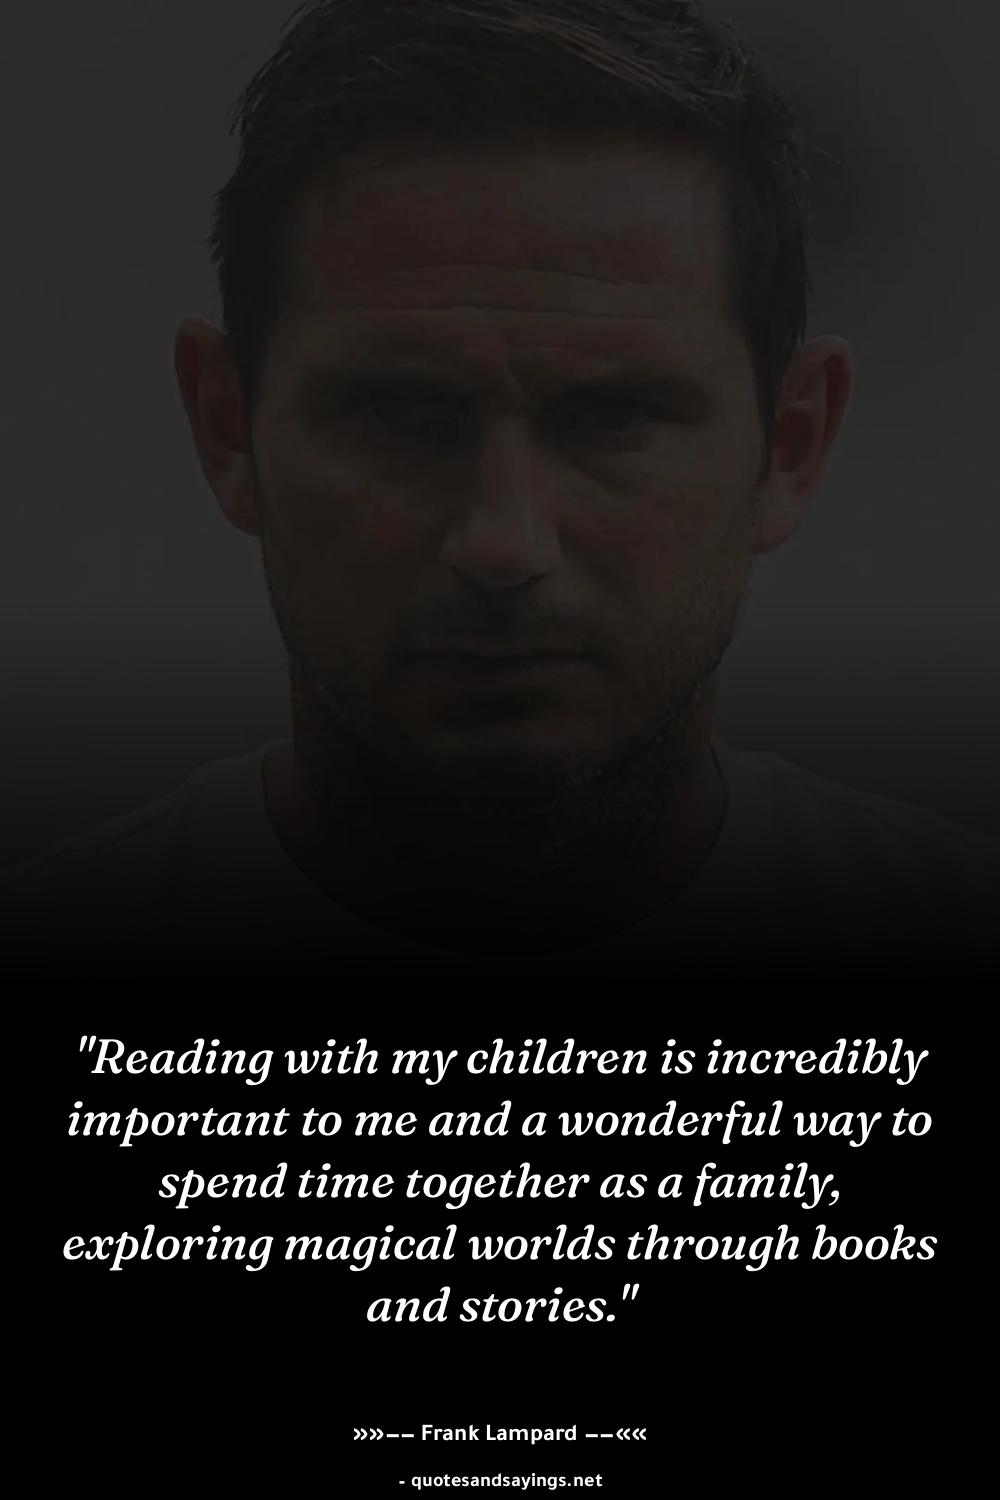 "Reading with my children is incredibly
important to me and a wonderful way to
spend time together as a family,
exploring magical worlds through books
and stories."
»»−− Frank Lampard −−««
- quotesandsayings.net